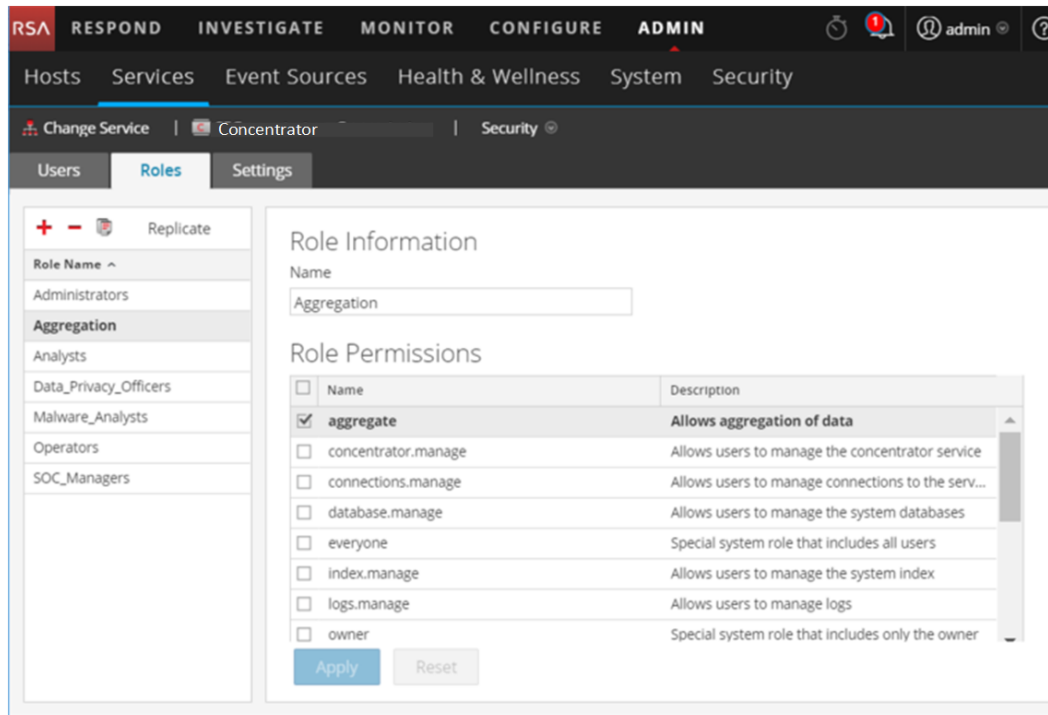 RSA RESPOND INVESTIGATE MONITOR CONFIGURE ADMIN 1 admin ?
Hosts Services Event Sources Health & Wellness System Security
Change Service | C Concentrator | Security
Users Roles Settings
Replicate
Role Name
Administrators
Aggregation
Analysts
Data_Privacy_Officers
Malware_Analysts
Operators
SOC_Managers
Role Information
Name
Aggregation
Role Permissions
Name Description
aggregate Allows aggregation of data
concentrator.manage Allows users to manage the concentrator service
connections.manage Allows users to manage connections to the serv...
database.manage Allows users to manage the system databases
everyone Special system role that includes all users
index.manage Allows users to manage the system index
logs.manage Allows users to manage logs
owner Special system role that includes only the owner
Apply Reset